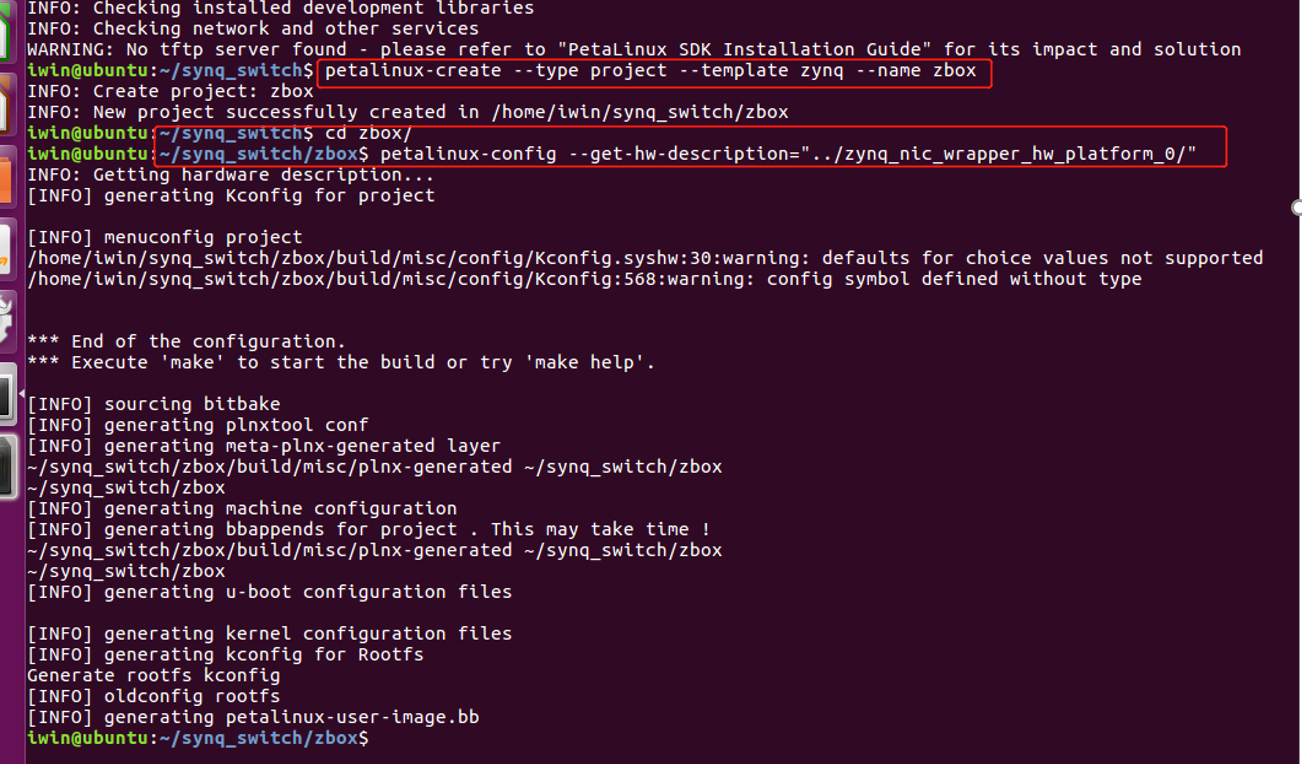 INFO: Checking installed development libraries
INFO: Checking network and other services
WARNING: No tftp server found - please refer to "PetaLinux SDK Installation Guide" for its impact and solution
iwin@ubuntu:~/synq_switch$ petalinux-create --type project --template zynq --name zbox
INFO: Create project: zbox
INFO: New project successfully created in /home/iwin/synq_switch/zbox
iwin@ubuntu:~/synq_switch$ cd zbox/
iwin@ubuntu:~/synq_switch/zbox$ petalinux-config --get-hw-description="../zynq_nic_wrapper_hw_platform_0/"
INFO: Getting hardware description...
[INFO] generating Kconfig for project
[INFO] menuconfig project
/home/iwin/synq_switch/zbox/build/misc/config/Kconfig.syshw:30:warning: defaults for choice values not supported
/home/iwin/synq_switch/zbox/build/misc/config/Kconfig:568:warning: config symbol defined without type
*** End of the configuration.
*** Execute 'make' to start the build or try 'make help'.
[INFO] sourcing bitbake
[INFO] generating plnxtool conf
[INFO] generating meta-plnx-generated layer
~/synq_switch/zbox/build/misc/plnx-generated ~/synq_switch/zbox
~/synq_switch/zbox
[INFO] generating machine configuration
[INFO] generating bbappends for project . This may take time !
~/synq_switch/zbox/build/misc/plnx-generated ~/synq_switch/zbox
~/synq_switch/zbox
[INFO] generating u-boot configuration files
[INFO] generating kernel configuration files
[INFO] generating kconfig for Rootfs
Generate rootfs kconfig
[INFO] oldconfig rootfs
[INFO] generating petalinux-user-image.bb
iwin@ubuntu:~/synq_switch/zbox$